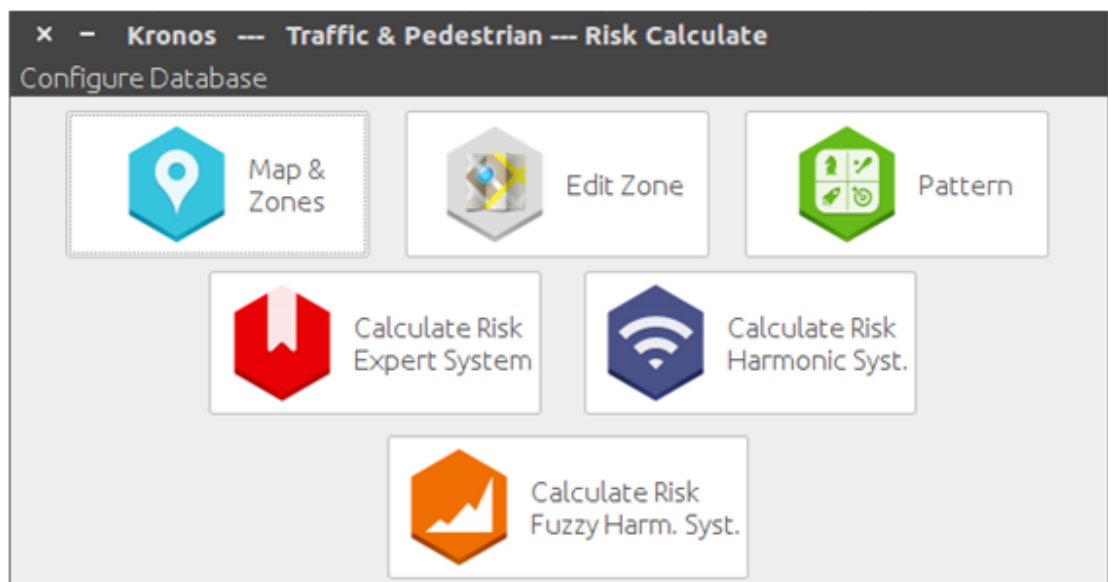 × – Kronos --- Traffic & Pedestrian --- Risk Calculate
Configure Database
Map &
Zones
Edit Zone
Pattern
Calculate Risk
Expert System
Calculate Risk
Harmonic Syst.
Calculate Risk
Fuzzy Harm. Syst.